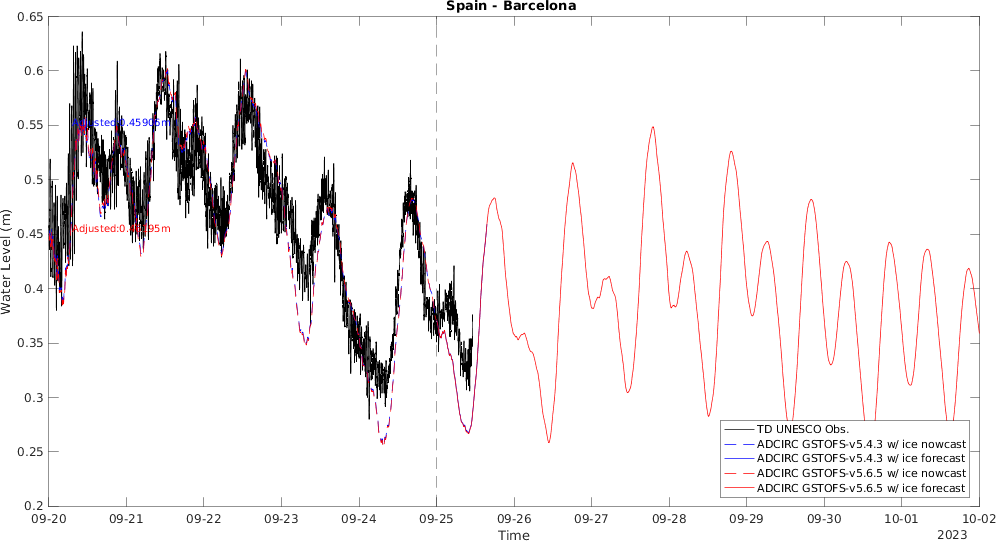 Spain - Barcelona
0.65
0.6
0.55
0.5
0.45
0.4
0.35
0.3
0.25
0.2
Water Level (m)
Adjusted:0.45905m
TD UNESCO Obs.
ADCIRC GSTOFS-v5.4.3 w/ ice nowcast
ADCIRC GSTOFS-v5.4.3 w/ ice forecast
ADCIRC GSTOFS-v5.6.5 w/ ice nowcast
ADCIRC GSTOFS-v5.6.5 w/ ice forecast
09-20 09-21 09-22 09-23 09-24 09-25 09-26 09-27 09-28 09-29 09-30 10-01 10-02
Time
2023